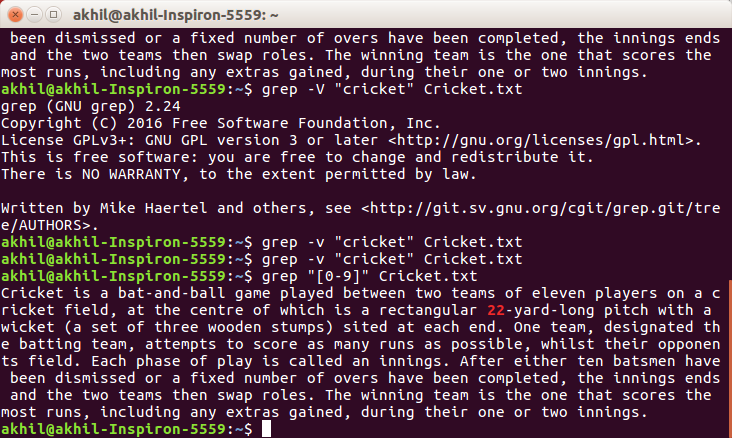 akhil@akhil-Inspiron-5559: ~
 been dismissed or a fixed number of overs have been completed, the innings ends
 and the two teams then swap roles. The winning team is the one that scores the
most runs, including any extras gained, during their one or two innings.
akhil@akhil-Inspiron-5559:~$ grep -V "cricket" Cricket.txt
grep (GNU grep) 2.24
Copyright (C) 2016 Free Software Foundation, Inc.
License GPLv3+: GNU GPL version 3 or later <http://gnu.org/licenses/gpl.html>.
This is free software: you are free to change and redistribute it.
There is NO WARRANTY, to the extent permitted by law.

Written by Mike Haertel and others, see <http://git.sv.gnu.org/cgit/grep.git/tre
e/AUTHORS>.
akhil@akhil-Inspiron-5559:~$ grep -v "cricket" Cricket.txt
akhil@akhil-Inspiron-5559:~$ grep -v "cricket" Cricket.txt
akhil@akhil-Inspiron-5559:~$ grep "[0-9]" Cricket.txt
Cricket is a bat-and-ball game played between two teams of eleven players on a c
ricket field, at the centre of which is a rectangular 22-yard-long pitch with a
wicket (a set of three wooden stumps) sited at each end. One team, designated th
e batting team, attempts to score as many runs as possible, whilst their opponen
ts field. Each phase of play is called an innings. After either ten batsmen have
 been dismissed or a fixed number of overs have been completed, the innings ends
 and the two teams then swap roles. The winning team is the one that scores the
most runs, including any extras gained, during their one or two innings.
akhil@akhil-Inspiron-5559:~$